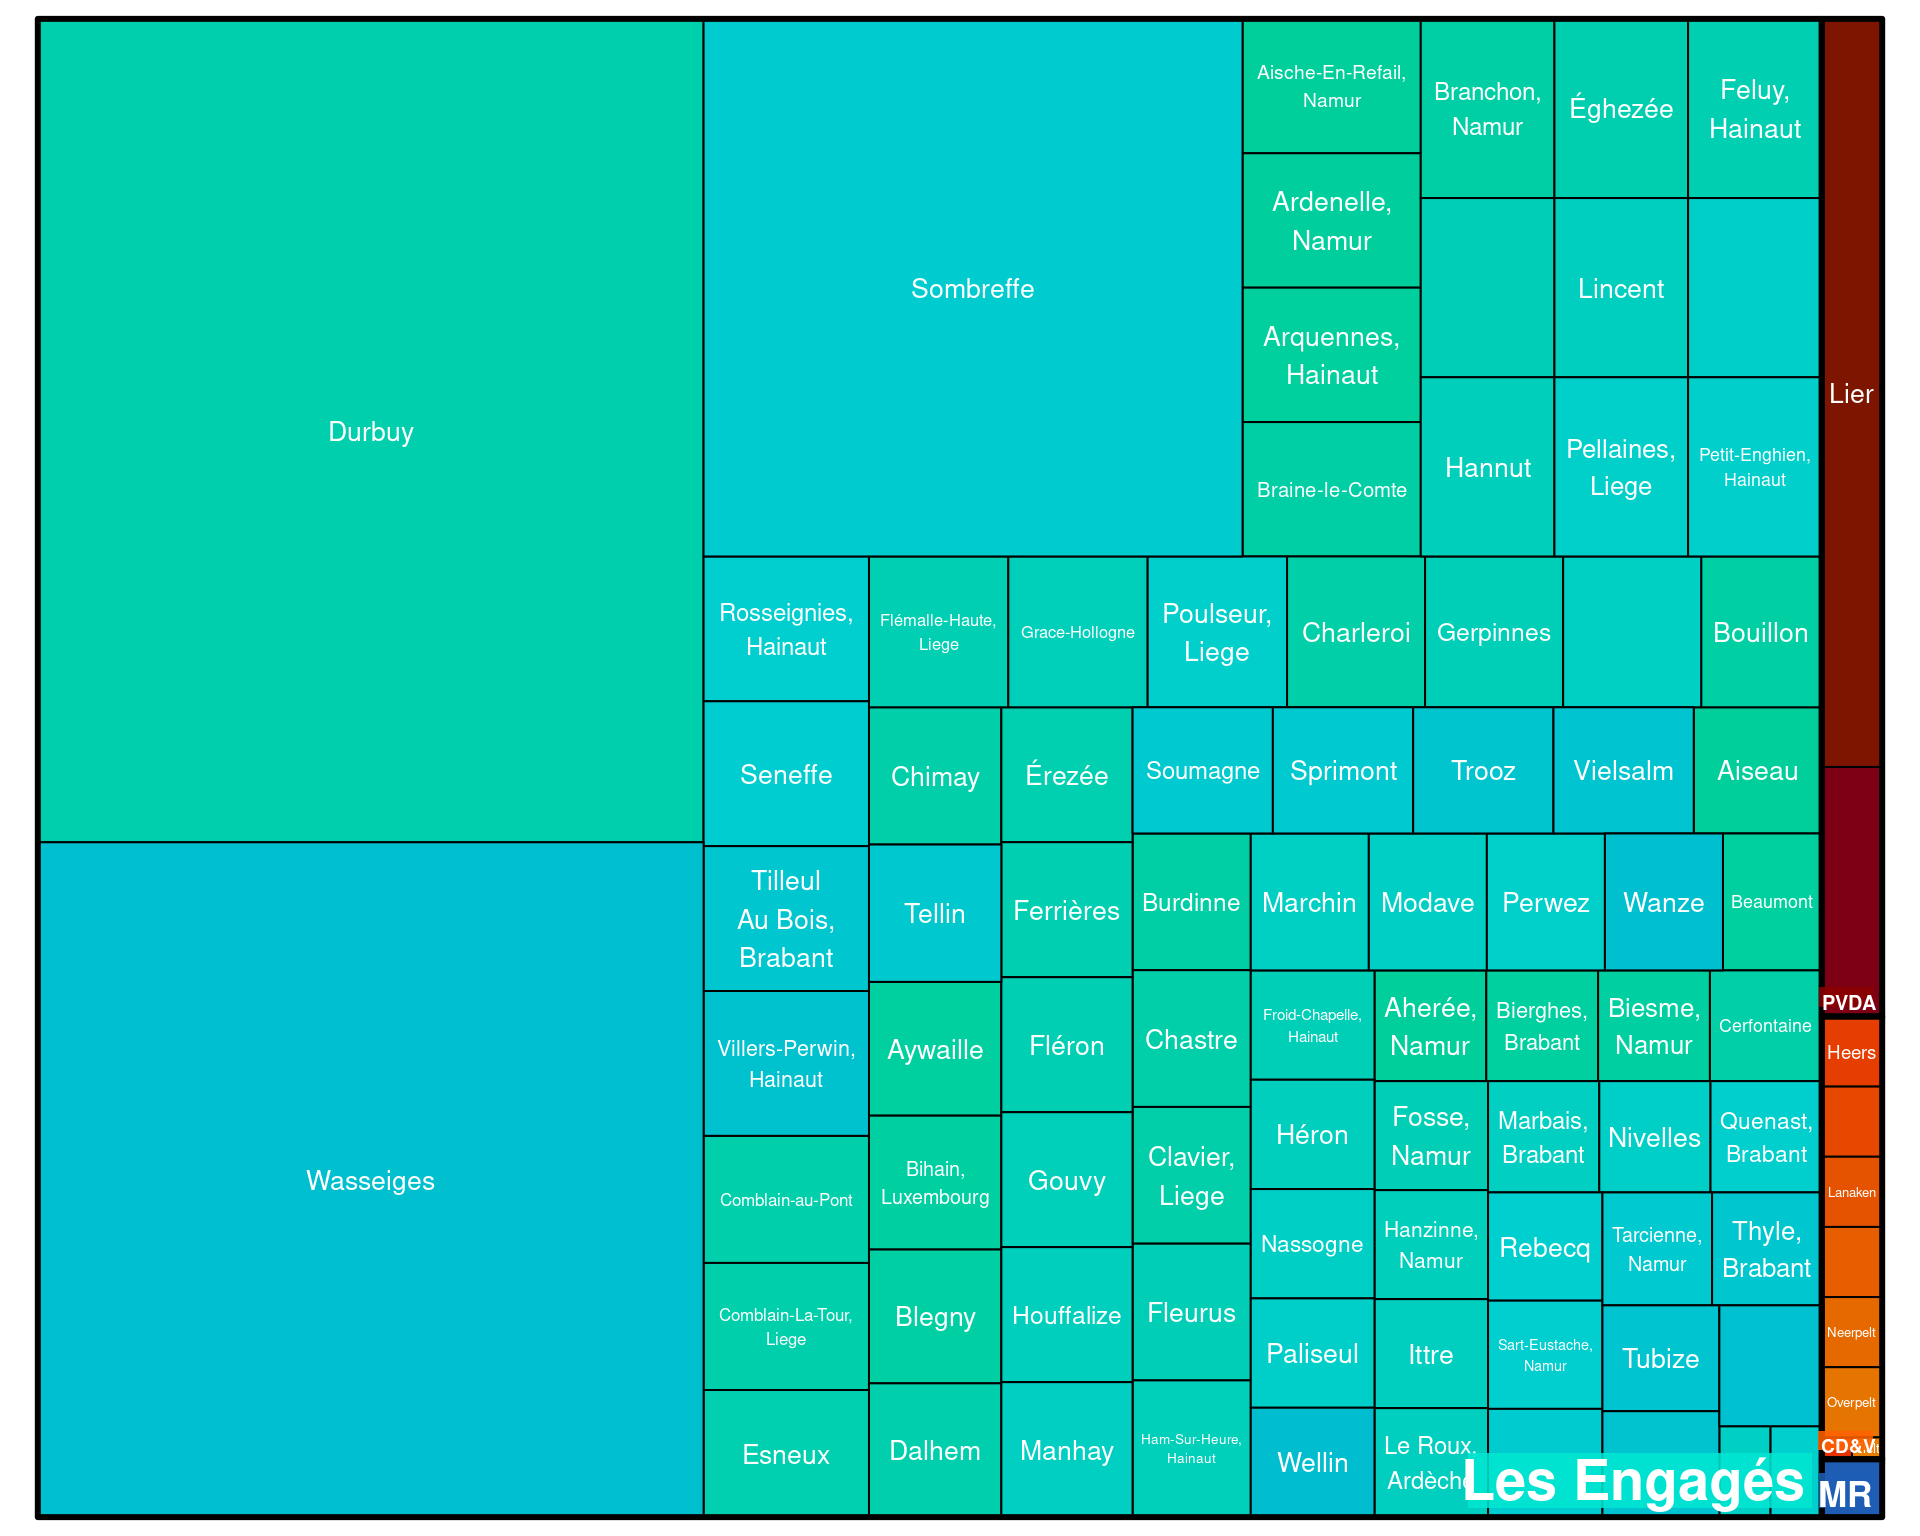 Durbuy
Wasseiges
Sombreffe
Aische-En-Refail,
Namur
Ardenelle,
Namur
Arquennes,
Hainaut
Braine-le-Comte
Branchon,
Namur
Éghezée
Feluy,
Hainaut
Lincent
Hannut
Pellaines,
Liege
Petit-Enghien,
Hainaut
Rosseignies,
Hainaut
Flémalle-Haute,
Liege
Grace-Hollogne
Poulseur,
Liege
Charleroi
Gerpinnes
Bouillon
Seneffe
Chimay
Érezée
Soumagne
Sprimont
Trooz
Vielsalm
Aiseau
Tilleul
Au Bois,
Brabant
Tellin
Ferrières
Burdinne
Marchin
Modave
Perwez
Wanze
Beaumont
Villers-Perwin,
Hainaut
Aywaille
Fléron
Chastre
Froid-Chapelle,
Hainaut
Aherée,
Namur
Bierghes,
Brabant
Biesme,
Namur
Cerfontaine
Comblain-au-Pont
Bihain,
Luxembourg
Gouvy
Clavier,
Liege
Héron
Fosse,
Namur
Marbais,
Brabant
Nivelles
Quenast,
Brabant
Comblain-La-Tour,
Liege
Blegny
Houffalize
Fleurus
Nassogne
Hanzinne,
Namur
Rebecq
Tarcienne,
Namur
Thyle,
Brabant
Paliseul
Ittre
Sart-Eustache,
Namur
Tubize
Esneux
Dalhem
Manhay
Ham-Sur-Heure,
Hainaut
Wellin
Le Roux,
Ardèche
Les Engagés
Lier
PVDA
Heers
Lanaken
Neerpelt
Overpelt
CD&V
MR